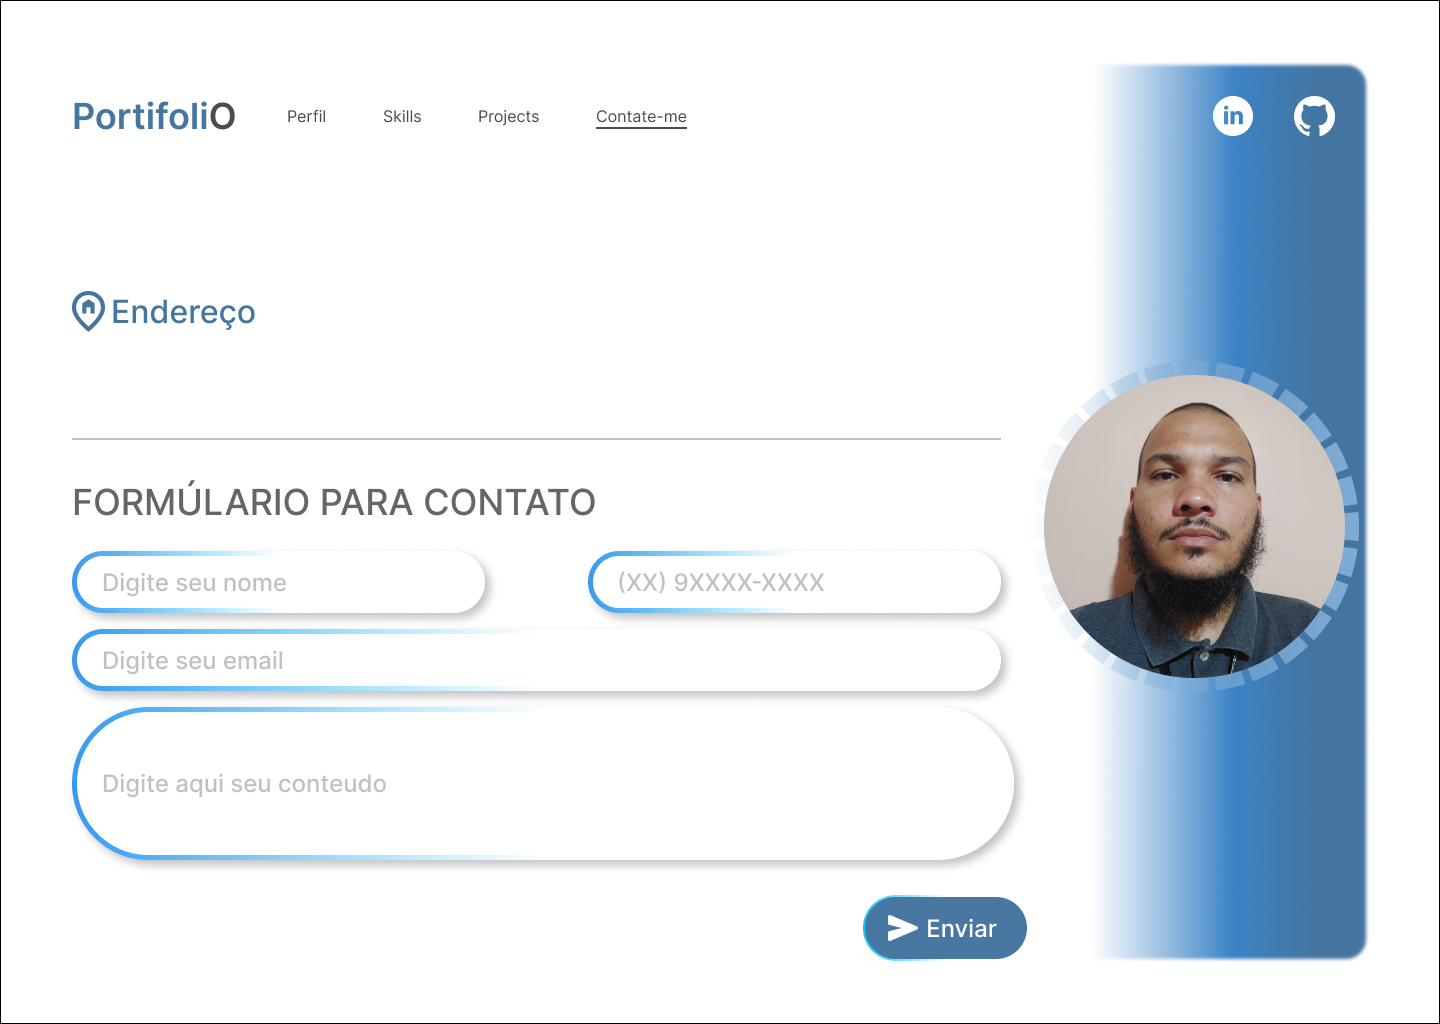 PortifoliO Perfil Skills Projects Contate-me in
Endereço
FORMÚLARIO PARA CONTATO
Digite seu nome (XX) 9XXXX-XXXX
Digite seu email
Digite aqui seu conteudo
Enviar